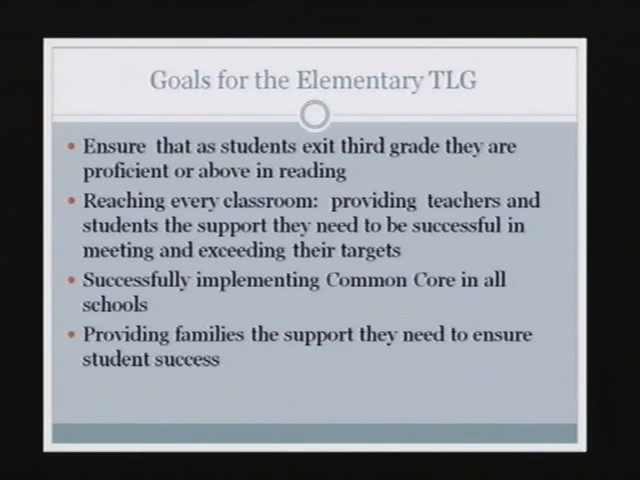 Goals for the Elementary TLG
• Ensure that as students exit third grade they are
proficient or above in reading
• Reaching every classroom: providing teachers and
students the support they need to be successful in
meeting and exceeding their targets
• Successfully implementing Common Core in all
schools
• Providing families the support they need to ensure
student success